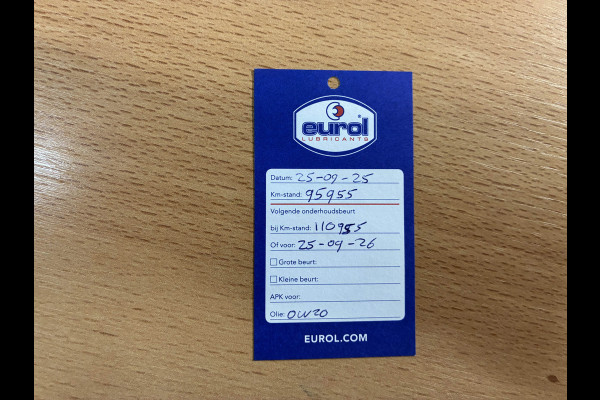 eurol®
LUBRICANTS
Datum: 25-09-25
Km-stand: 95955
Volgende onderhoudsbeurt
bij Km-stand: 110955
Of voor: 25-09-26
Grote beurt:
Kleine beurt:
APK voor:
Olie: 0W20
EUROL.COM